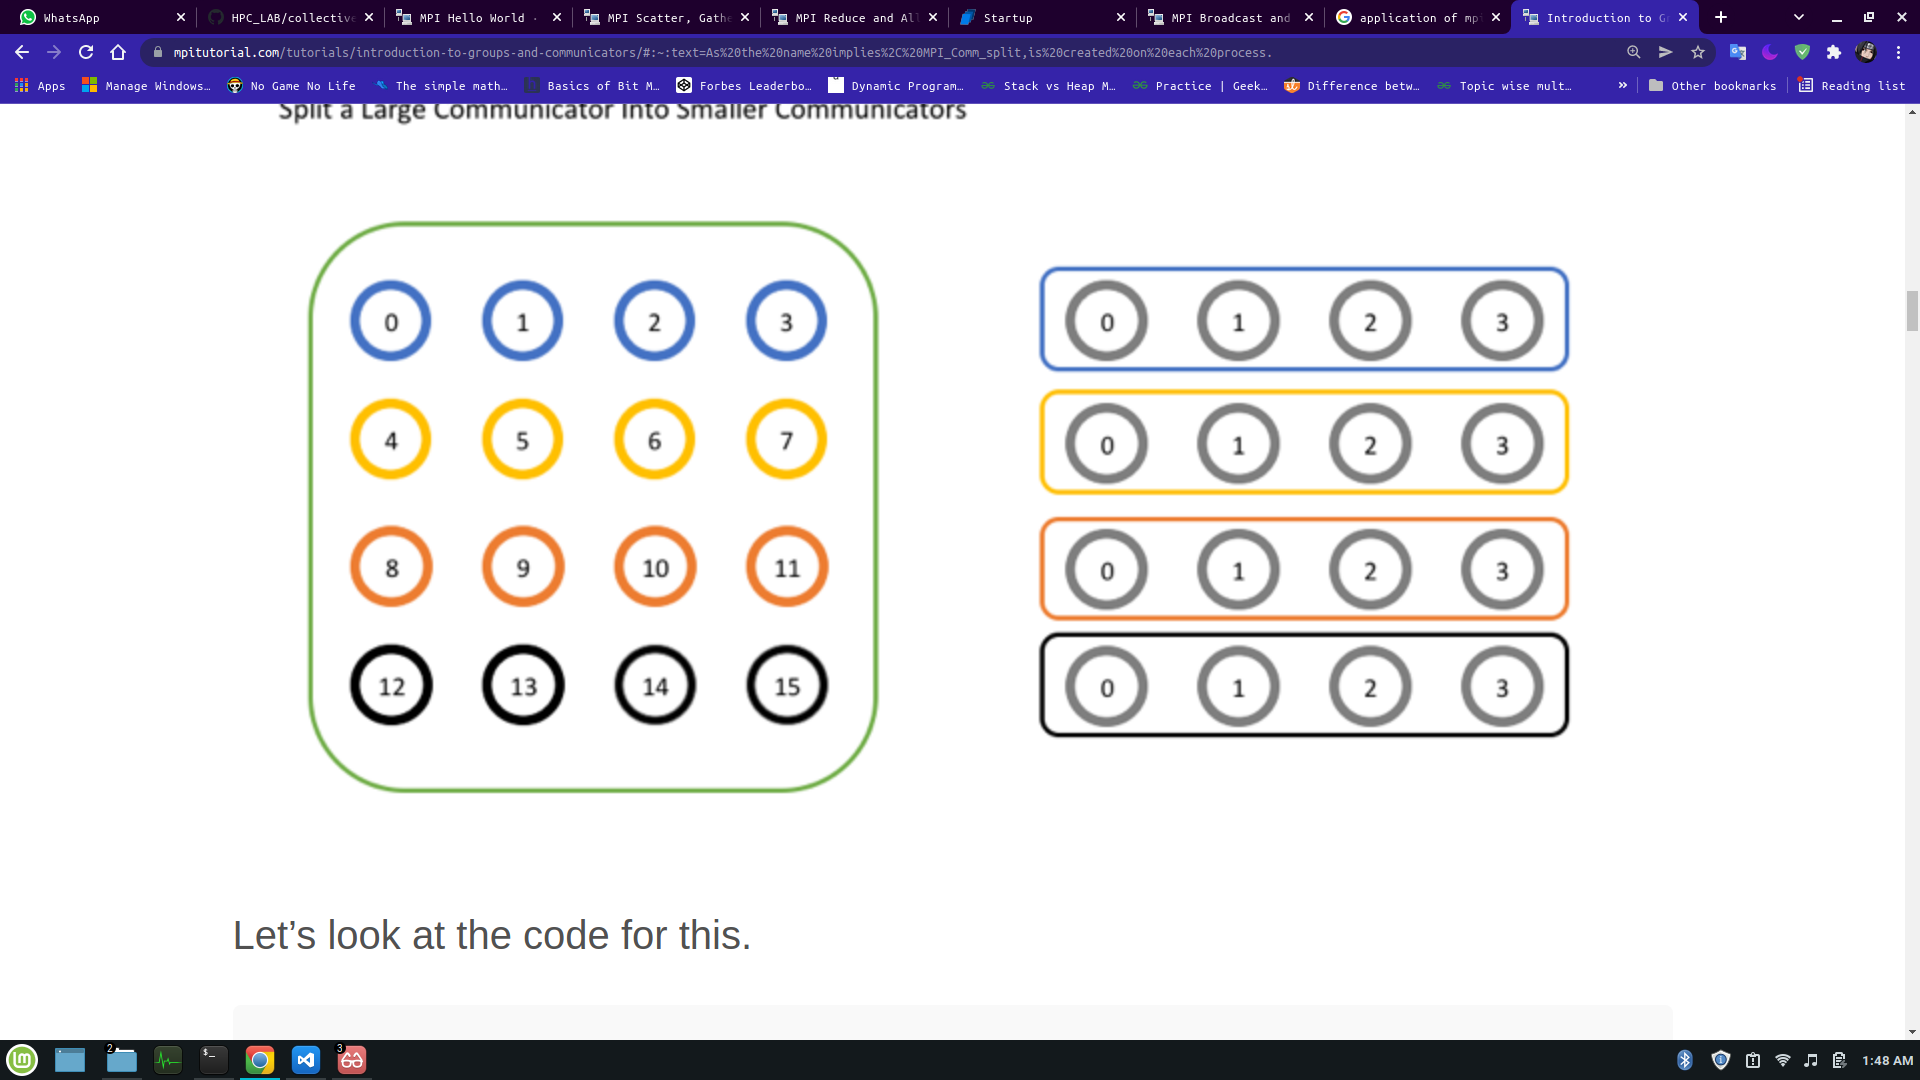 WhatsApp
HPC_LAB/collective
MPI Hello World ·
MPI Scatter, Gathe
MPI Reduce and All
Startup
MPI Broadcast and
application of mpi
Introduction to Gr
mpitutorial.com/tutorials/introduction-to-groups-and-communicators/#:~:text=As%20the%20name%20implies%2C%20MPI_Comm_split,is%20created%20on%20each%20process.
Apps
Manage Windows…
No Game No Life
The simple math…
Basics of Bit M…
Forbes Leaderbo…
Dynamic Program…
Stack vs Heap M…
Practice | Geek…
Difference betw…
Topic wise mult…
»
Other bookmarks
Reading list
Split a Large Communicator Into Smaller Communicators
0 1 2 3
4 5 6 7
8 9 10 11
12 13 14 15
0 1 2 3
0 1 2 3
0 1 2 3
0 1 2 3
Let’s look at the code for this.
2
$_
3
1:48 AM